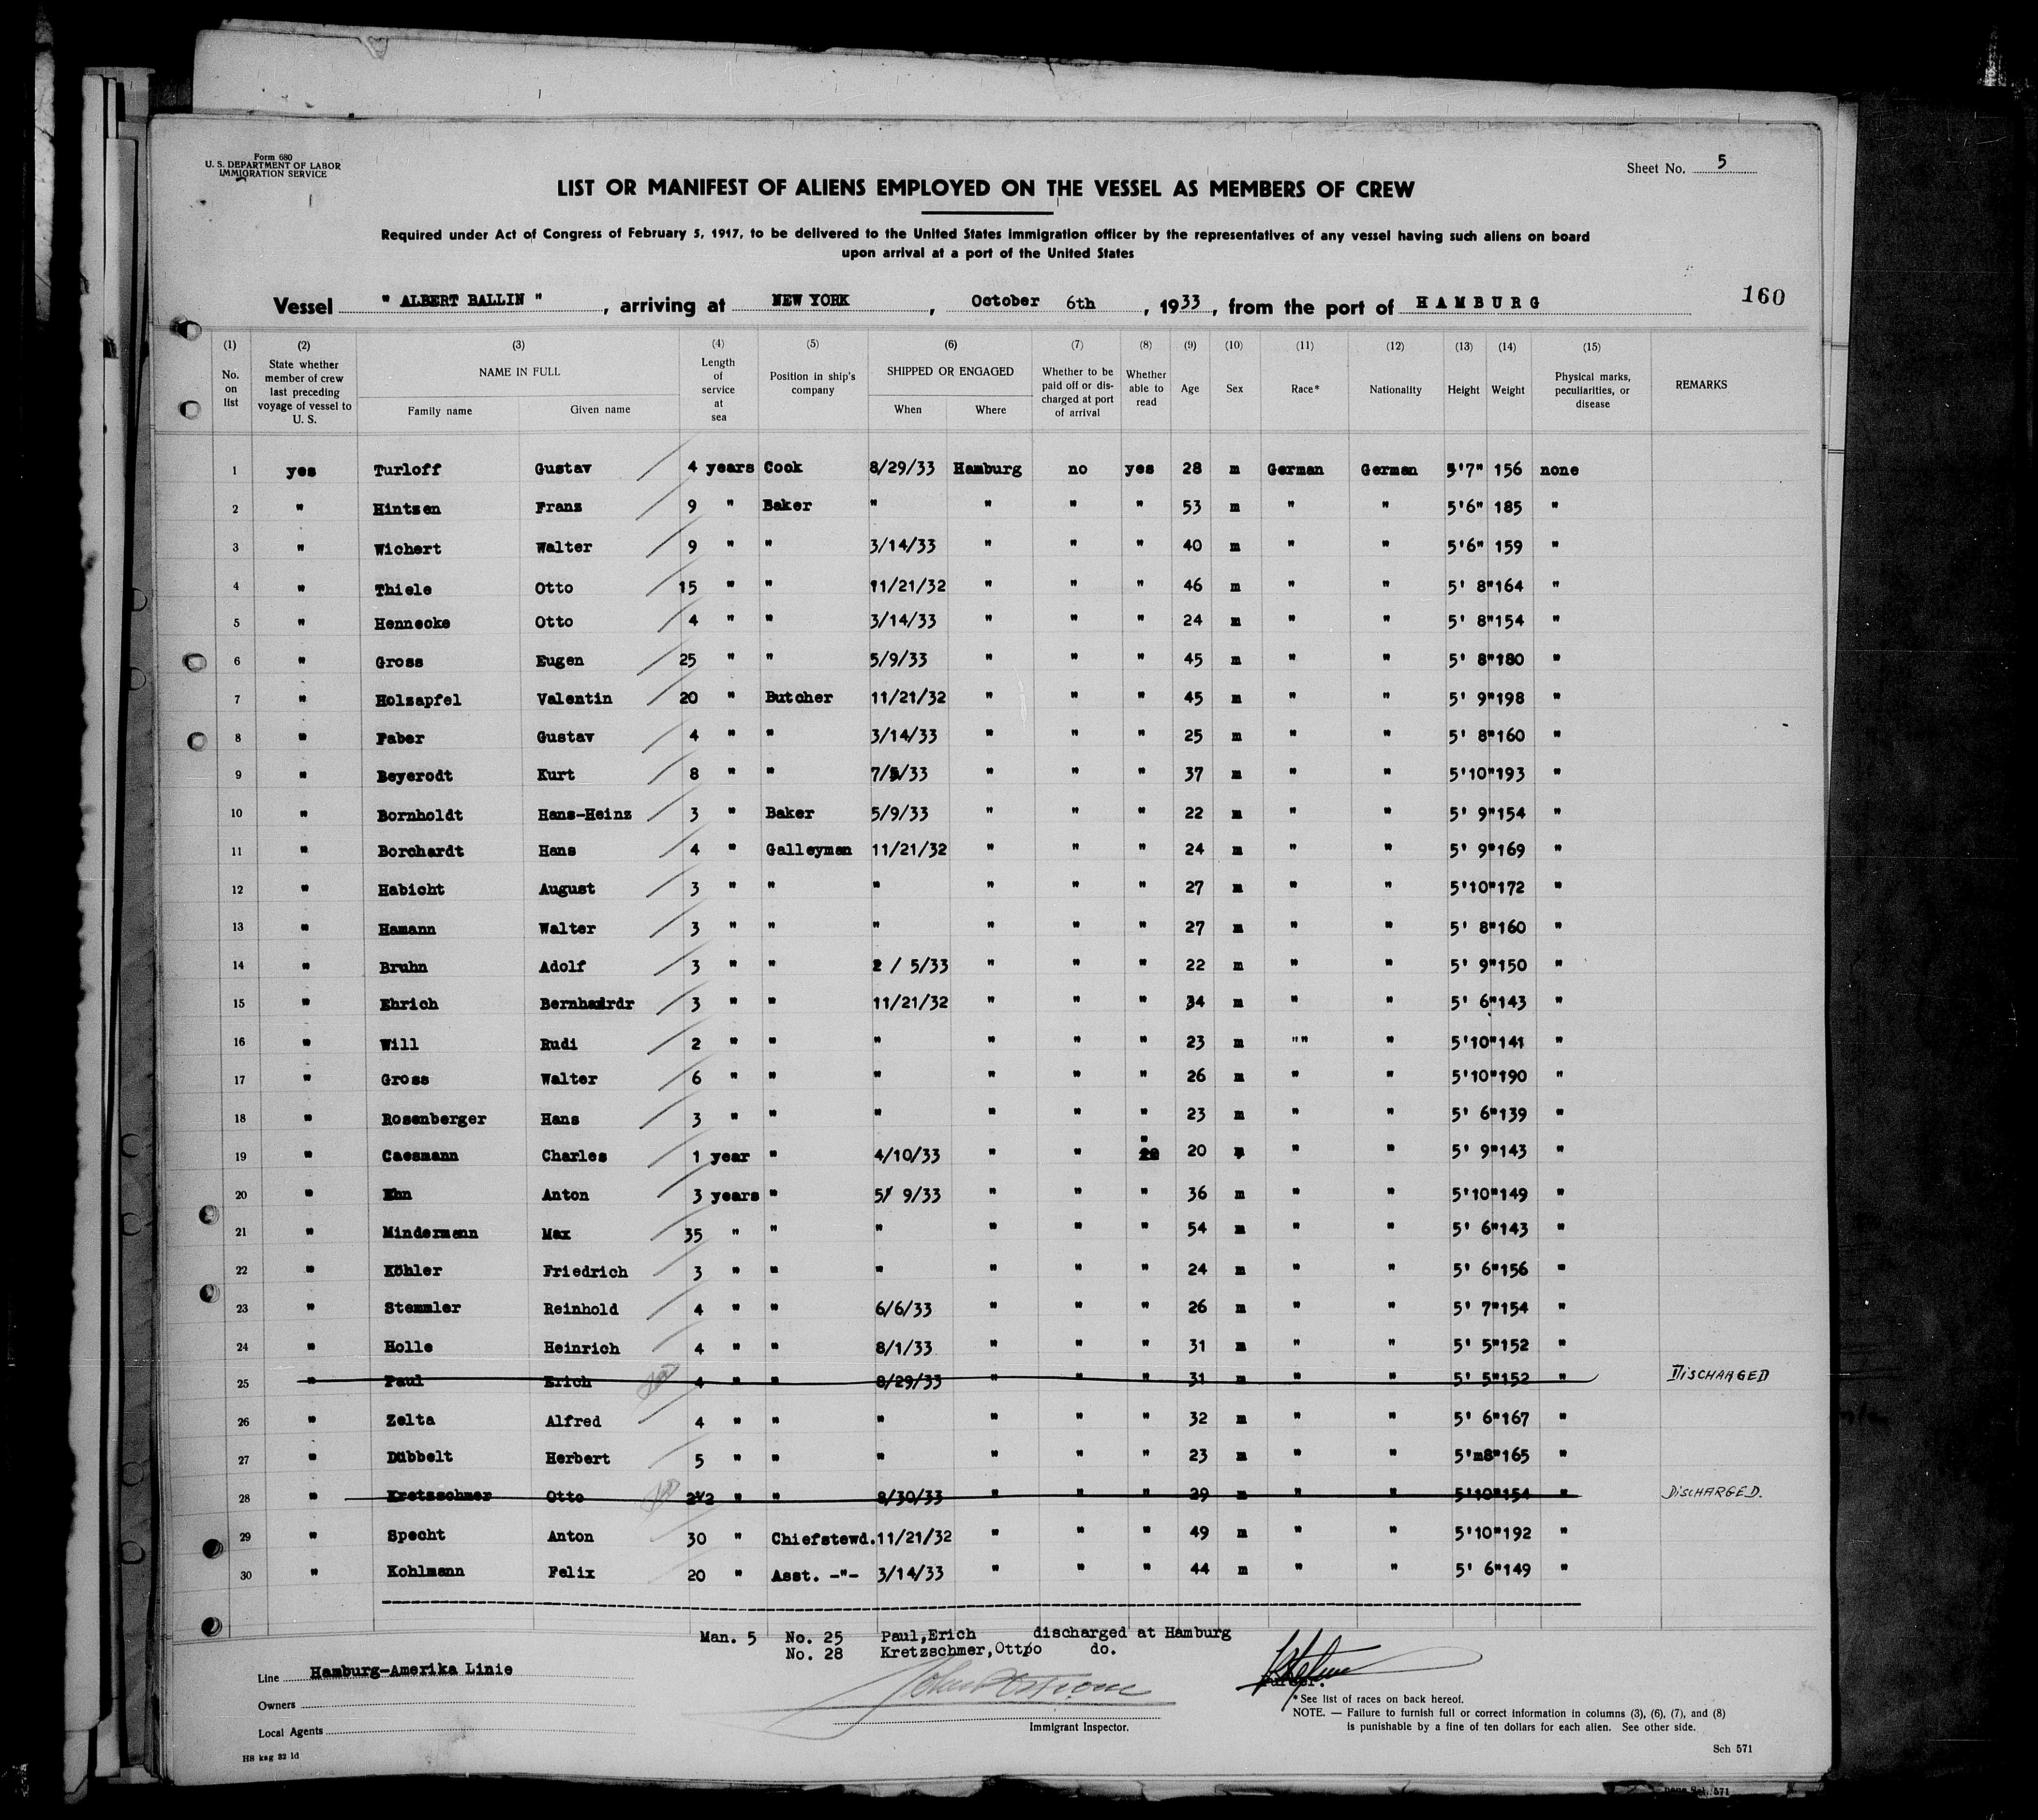 Form 680
U. S. DEPARTMENT OF LABOR
IMMIGRATION SERVICE
Sheet No. 5
LIST OR MANIFEST OF ALIENS EMPLOYED ON THE VESSEL AS MEMBERS OF CREW
Required under Act of Congress of February 5, 1917, to be delivered to the United States immigration officer by the representatives of any vessel having such aliens on board
upon arrival at a port of the United States
160
Vessel " ALBERT BALLIN " , arriving at NEW YORK , October 6th , 1933 , from the port of HAMBURG
(1) (2) (3) (4) (5) (6) (7) (8) (9) (10) (11) (12) (13) (14) (15)
No. on list
State whether member of crew last preceding voyage of vessel to U. S.
NAME IN FULL
Family name Given name
Length of service at sea
Position in ship's company
SHIPPED OR ENGAGED
When Where
Whether to be paid off or discharged at port of arrival
Whether able to read
Age Sex Race* Nationality Height Weight
Physical marks, peculiarities, or disease
REMARKS
1 yes Turloff Gustav 4 years Cook 8/29/33 Hamburg no yes 28 m German German 5'7" 156 none
2 " Hintzen Franz 9 " Baker " " " " 53 m " " 5'6" 185 "
3 " Wichert Walter 9 " " 3/14/33 " " " 40 m " " 5'6" 159 "
4 " Thiele Otto 15 " " 11/21/32 " " " 46 m " " 5' 8" 164 "
5 " Hennecke Otto 4 " " 3/14/33 " " " 24 m " " 5' 8" 154 "
6 " Gross Eugen 25 " " 5/9/33 " " " 45 m " " 5' 8" 180 "
7 " Holzapfel Valentin 20 " Butcher 11/21/32 " " " 45 m " " 5' 9" 198 "
8 " Faber Gustav 4 " " 3/14/33 " " " 25 m " " 5' 8" 160 "
9 " Beyerodt Kurt 8 " " 7/5/33 " " " 37 m " " 5'10" 193 "
10 " Bornholdt Hans-Heinz 3 " Baker 5/9/33 " " " 22 m " " 5' 9" 154 "
11 " Borchardt Hans 4 " Galleyman 11/21/32 " " " 24 m " " 5' 9" 169 "
12 " Habicht August 3 " " " " " " 27 m " " 5'10" 172 "
13 " Hamann Walter 3 " " " " " " 27 m " " 5' 8" 160 "
14 " Bruhn Adolf 3 " " 2 / 5/33 " " " 22 m " " 5' 9" 150 "
15 " Ehrich Bernhardr 3 " " 11/21/32 " " " 34 m " " 5' 6" 143 "
16 " Will Rudi 2 " " " " " " 23 m "" " 5'10" 141 "
17 " Gross Walter 6 " " " " " " 26 m " " 5'10" 190 "
18 " Rosenberger Hans 3 " " " " " " 23 m " " 5' 6" 139 "
19 " Caesmann Charles 1 year " 4/10/33 " " " 20 m " " 5' 9" 143 "
20 " Ehn Anton 3 years " 5/ 9/33 " " " 36 m " " 5'10" 149 "
21 " Mindermann Max 35 " " " " " " 54 m " " 5' 6" 143 "
22 " Köhler Friedrich 3 " " " " " " 24 m " " 5' 6" 156 "
23 " Stemmler Reinhold 4 " " 6/6/33 " " " 26 m " " 5' 7" 154 "
24 " Holle Heinrich 4 " " 8/1/33 " " " 31 m " " 5' 5" 152 "
25 " Paul Erich 4 " " 8/29/33 " " " 31 m " " 5' 5" 152 " DISCHARGED
26 " Zelta Alfred 4 " " " " " " 32 m " " 5' 6" 167 "
27 " Dübbelt Herbert 5 " " " " " " 23 m " " 5'm8" 165 "
28 " Kretzschmer Otto 2½ " " 8/30/33 " " " 29 m " " 5'10" 154 " DISCHARGED.
29 " Specht Anton 30 " Chiefstewd. 11/21/32 " " " 49 m " " 5'10" 192 "
30 " Kohlmann Felix 20 " Asst. -"- 3/14/33 " " " 44 m " " 5' 6" 149 "
Man. 5 No. 25 Paul,Erich discharged at Hamburg
No. 28 Kretzschmer,Otto do.
Line Hamburg-Amerika Linie
Owners
Local Agents
Immigrant Inspector.
Purser.
*See list of races on back hereof.
NOTE. — Failure to furnish full or correct information in columns (3), (6), (7), and (8)
is punishable by a fine of ten dollars for each alien. See other side.
H8 kag 32 1d
Sch 571